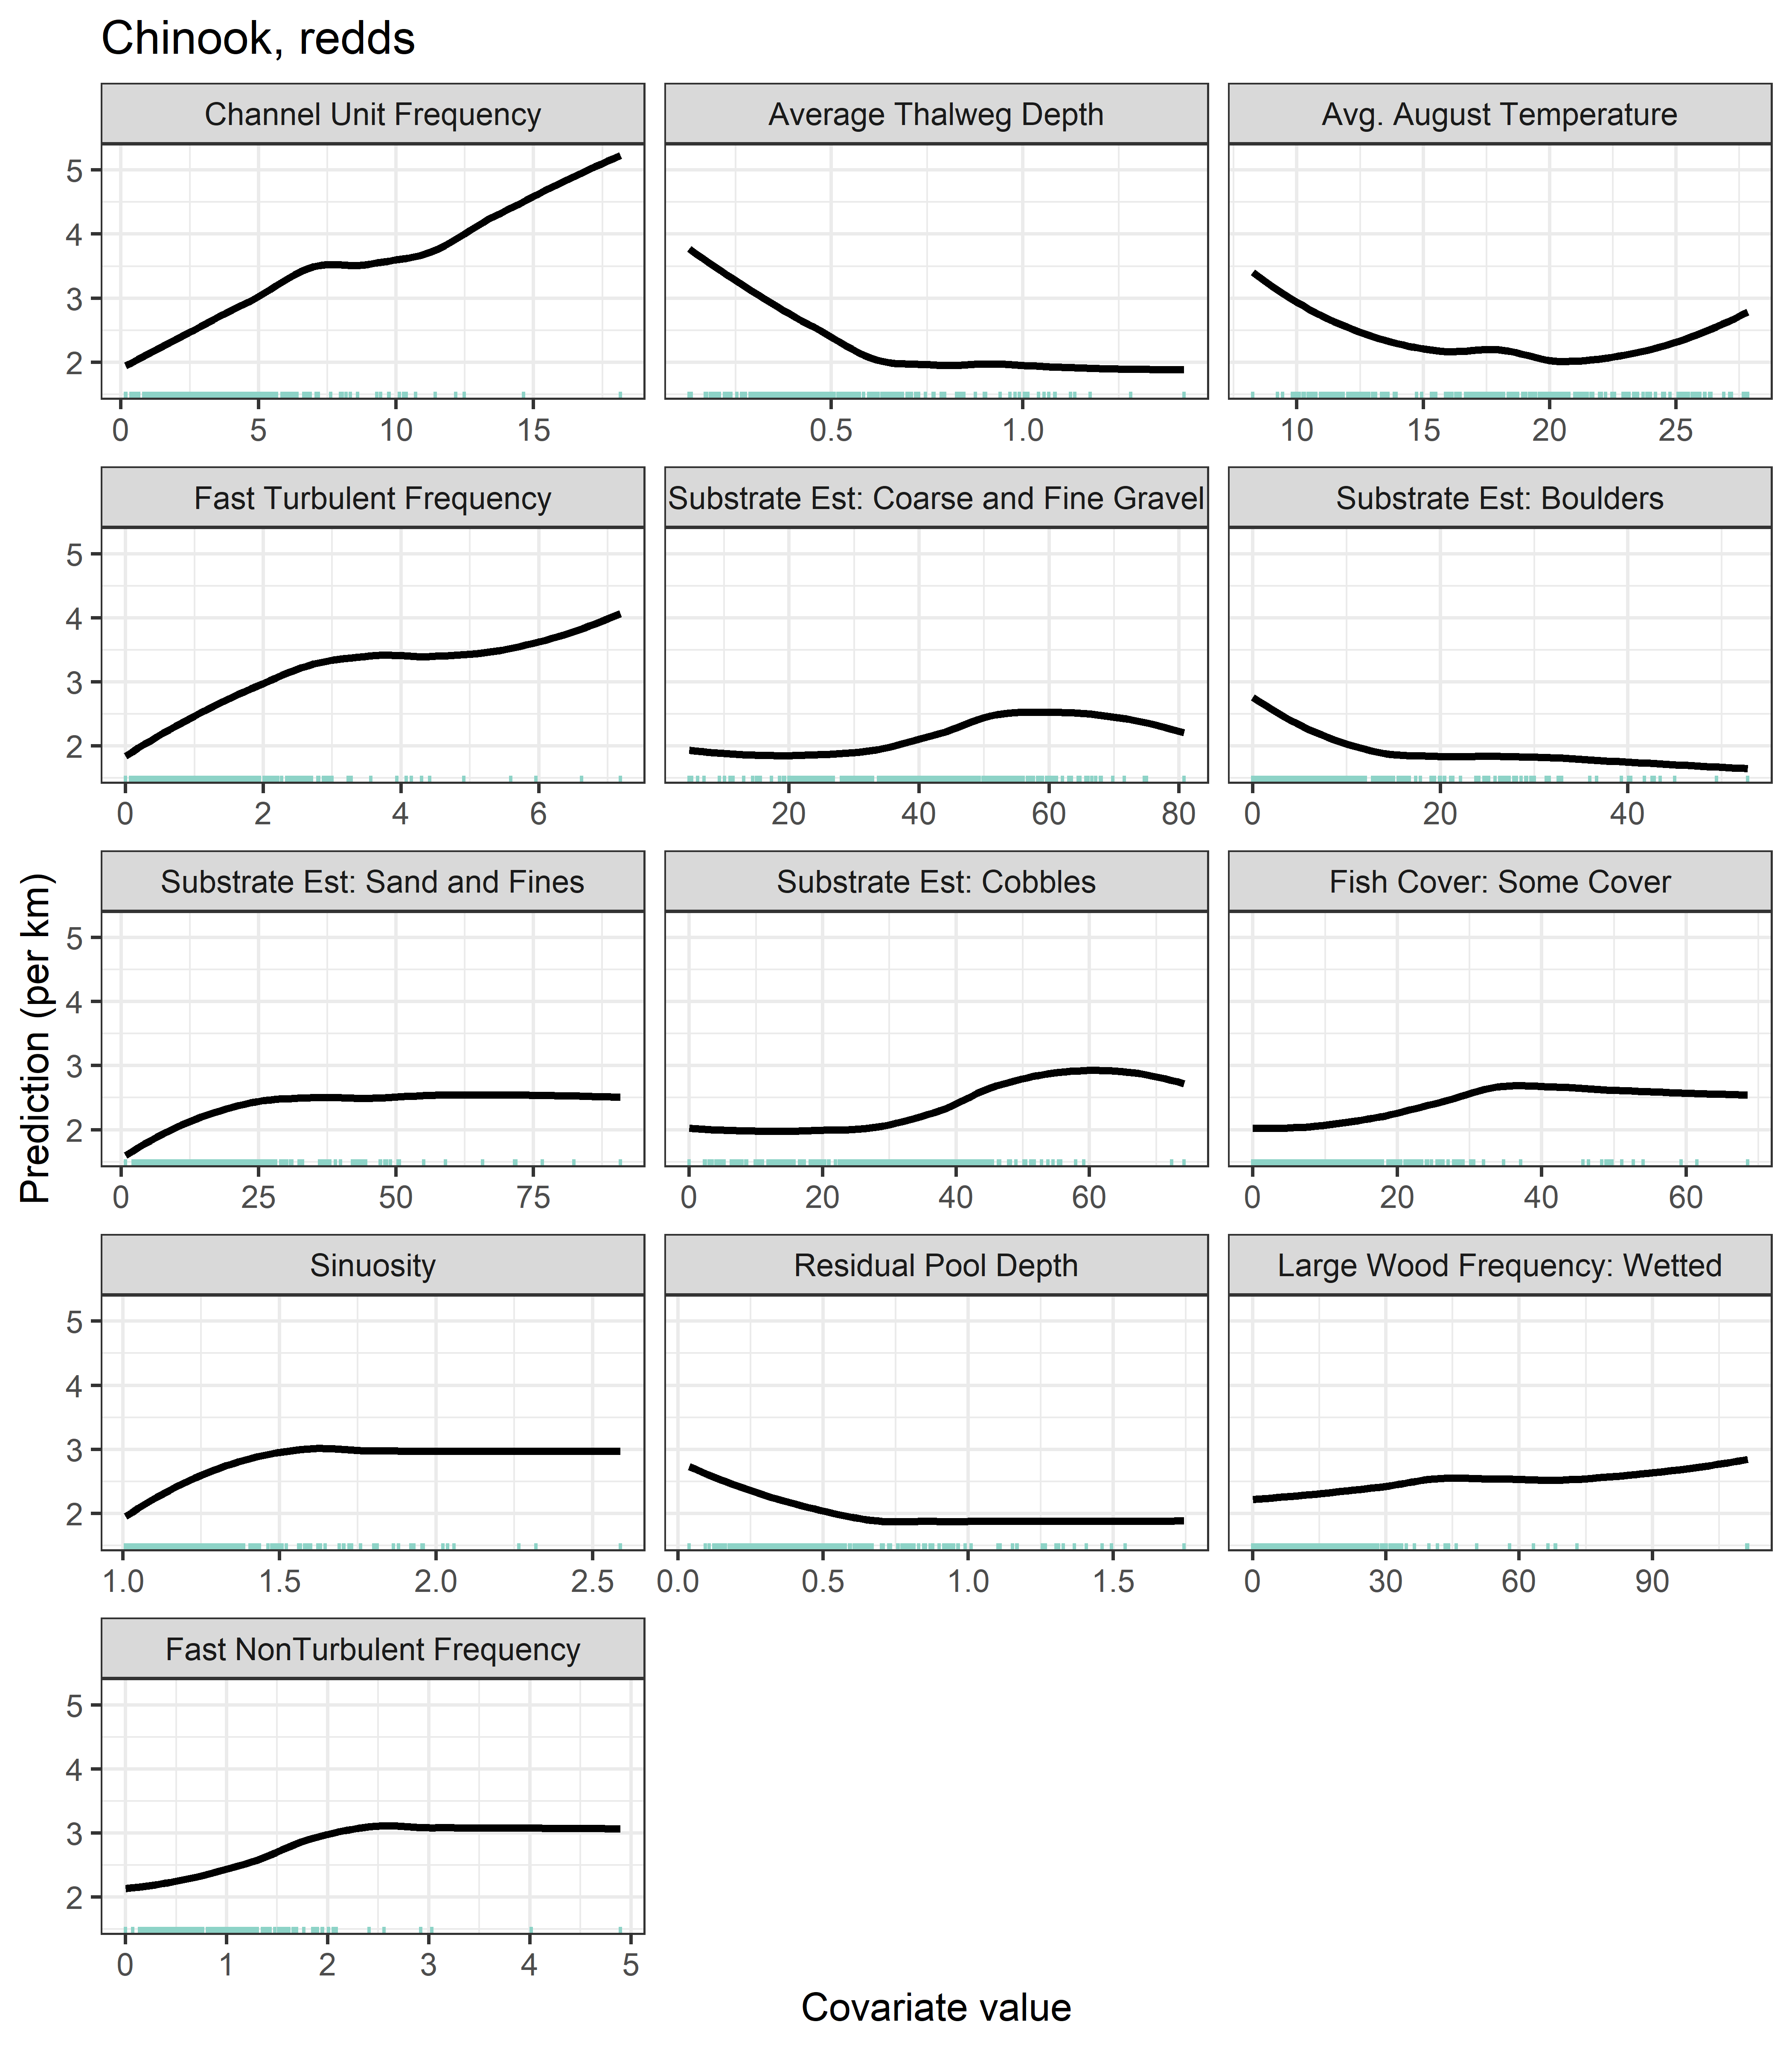 Chinook, redds
Channel Unit Frequency
Average Thalweg Depth
Avg. August Temperature
5
4
3
2
0 5 10 15
0.5 1.0
10 15 20 25
Fast Turbulent Frequency
Substrate Est: Coarse and Fine Gravel
Substrate Est: Boulders
5
4
3
2
0 2 4 6
20 40 60 80
0 20 40
Substrate Est: Sand and Fines
Substrate Est: Cobbles
Fish Cover: Some Cover
5
4
3
2
0 25 50 75
0 20 40 60
0 20 40 60
Prediction (per km)
Sinuosity
Residual Pool Depth
Large Wood Frequency: Wetted
5
4
3
2
1.0 1.5 2.0 2.5
0.0 0.5 1.0 1.5
0 30 60 90
Fast NonTurbulent Frequency
5
4
3
2
0 1 2 3 4 5
Covariate value